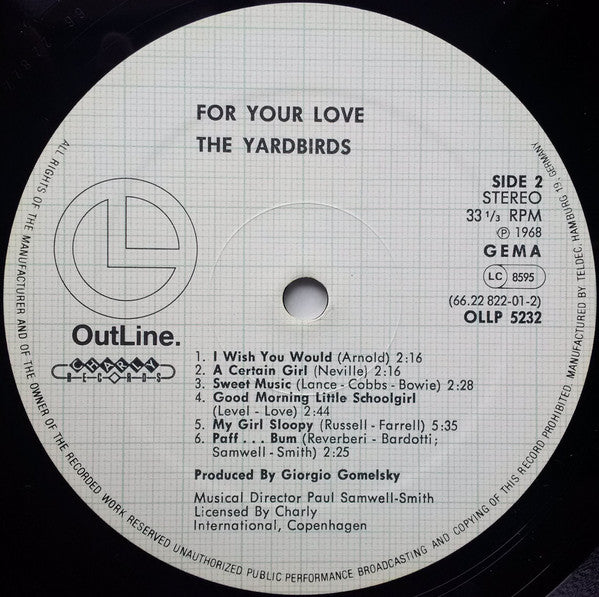 FOR YOUR LOVE
THE YARDBIRDS
SIDE 2
STEREO
33 1/3 RPM
Ⓟ 1968
GEMA
LC 8595
(66.22 822-01-2)
OLLP 5232
OutLine.
CHARLY
RECORDS
1. I Wish You Would (Arnold) 2:16
2. A Certain Girl (Neville) 2:16
3. Sweet Music (Lance - Cobbs - Bowie) 2:28
4. Good Morning Little Schoolgirl
(Level - Love) 2:44
5. My Girl Sloopy (Russell - Farrell) 5:35
6. Paff . . . Bum (Reverberi - Bardotti;
Samwell - Smith) 2:25
Produced By Giorgio Gomelsky
Musical Director Paul Samwell-Smith
Licensed By Charly
International, Copenhagen
ALL RIGHTS OF THE MANUFACTURER AND OF THE OWNER OF THE RECORDED WORK RESERVED UNAUTHORIZED PUBLIC PERFORMANCE BROADCASTING AND COPYING OF THIS RECORD PROHIBITED. MANUFACTURED BY TELDEC, HAMBURG 19, GERMANY